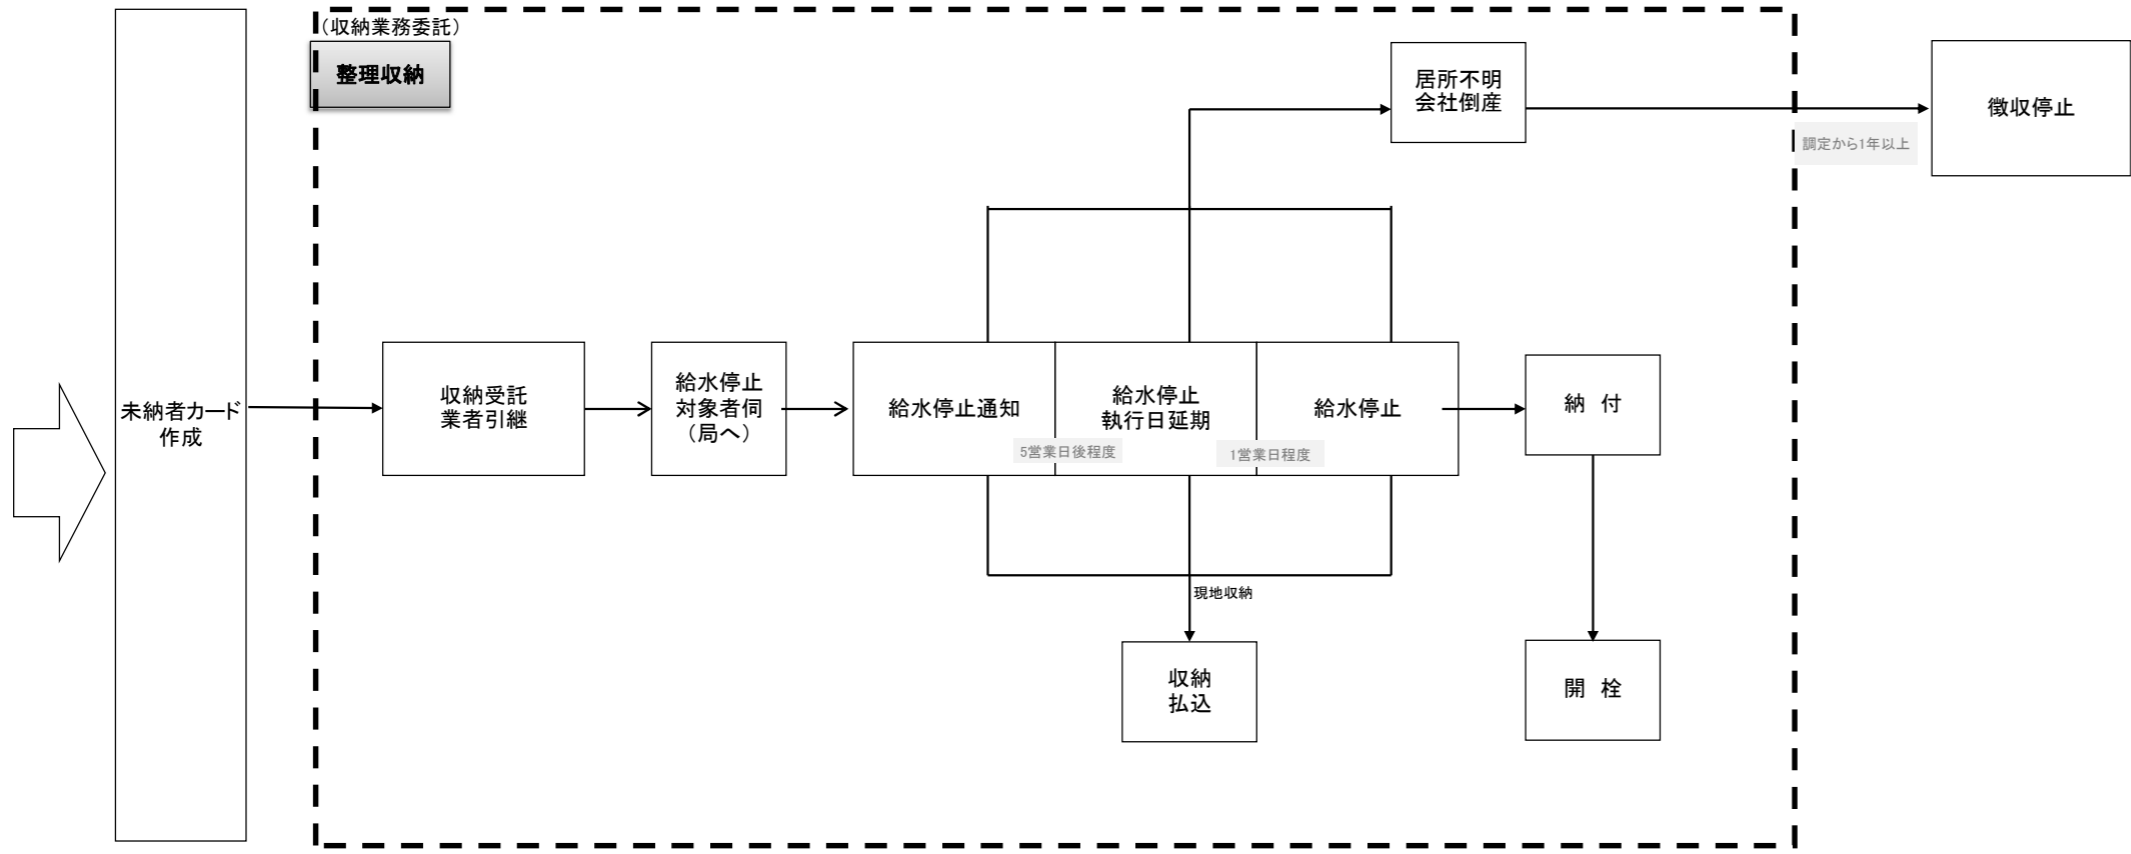 （収納業務委託）
整理収納
居所不明
会社倒産
徴収停止
調定から1年以上
未納者カード
作成
収納受託
業者引継
給水停止
対象者伺
（局へ）
給水停止通知
5営業日後程度
給水停止
執行日延期
1営業日程度
給水停止
納　付
現地収納
収納
払込
開　栓